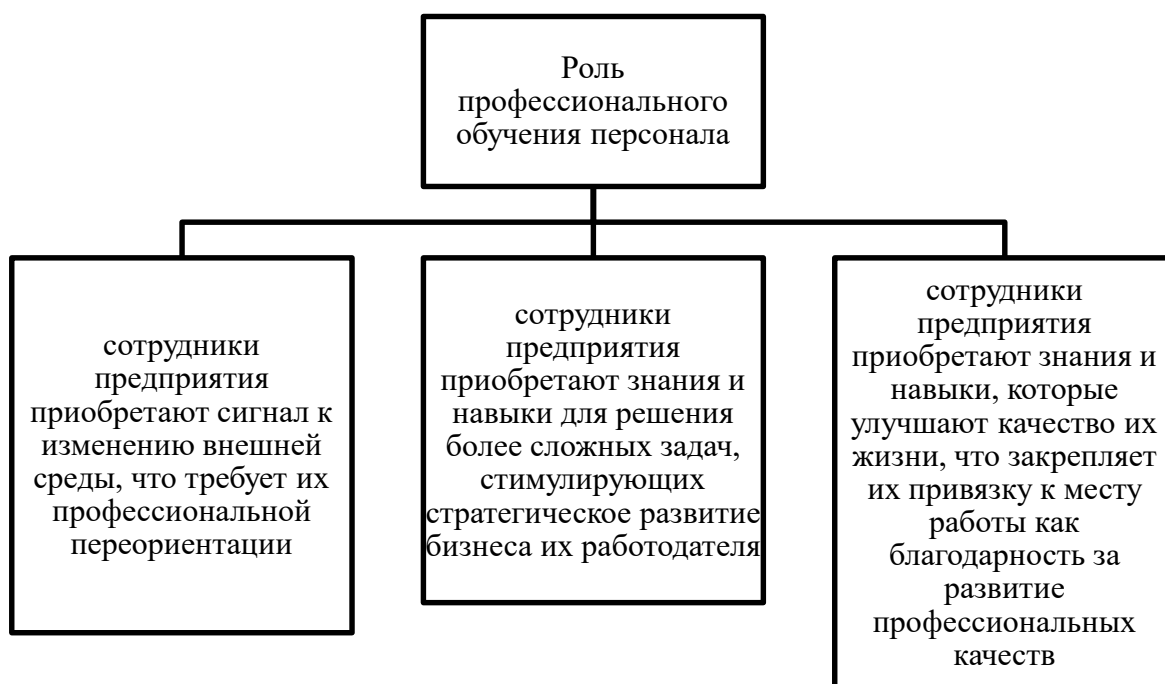 Роль
профессионального
обучения персонала
сотрудники
предприятия
приобретают сигнал к
изменению внешней
среды, что требует их
профессиональной
переориентации
сотрудники
предприятия
приобретают знания и
навыки для решения
более сложных задач,
стимулирующих
стратегическое развитие
бизнеса их работодателя
сотрудники
предприятия
приобретают знания и
навыки, которые
улучшают качество их
жизни, что закрепляет
их привязку к месту
работы как
благодарность за
развитие
профессиональных
качеств